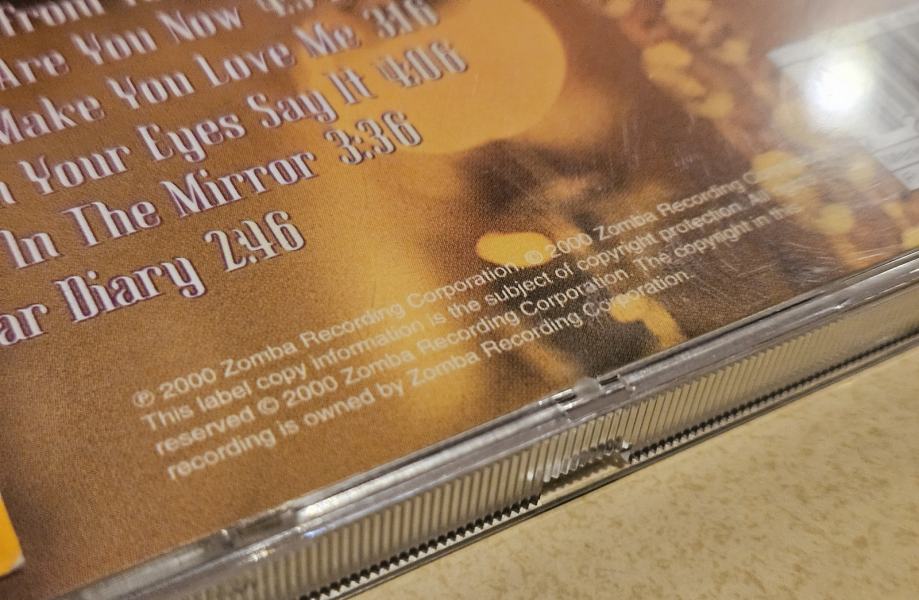 From
Are You Now
Make You Love Me 3:16
Your Eyes Say It 4:06
In The Mirror 3:36
ar Diary 2:46
℗ 2000 Zomba Recording Corporation. © 2000 Zomba Recording
This label copy information is the subject of copyright protection. All
reserved © 2000 Zomba Recording Corporation. The copyright in the
recording is owned by Zomba Recording Corporation.